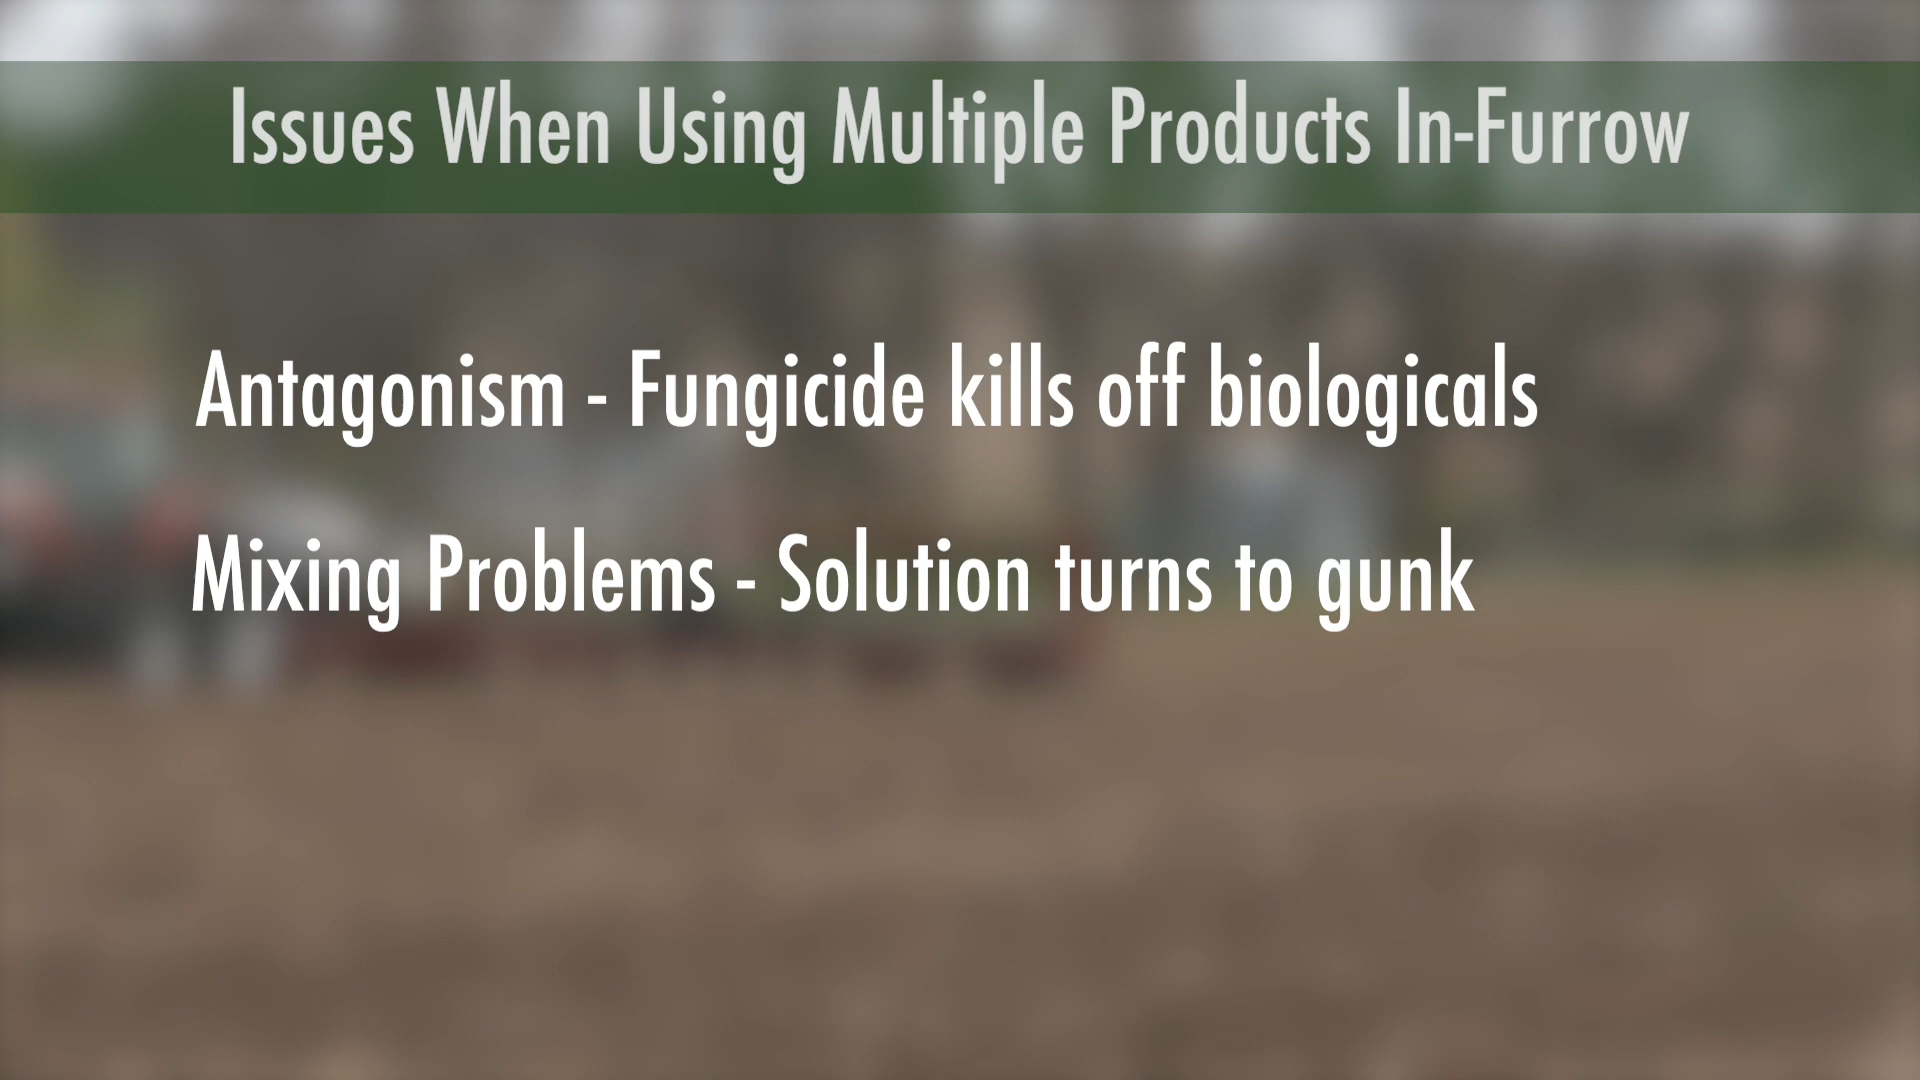 Issues When Using Multiple Products In-Furrow
Antagonism - Fungicide kills off biologicals
Mixing Problems - Solution turns to gunk